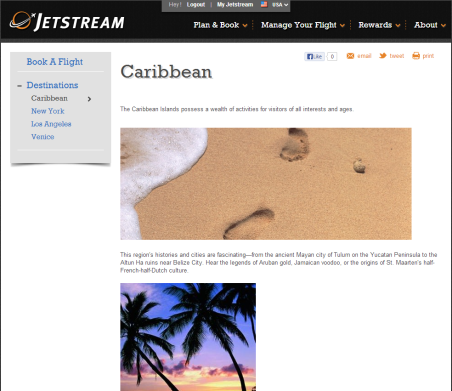 Hey! Logout | My Jetstream USA
JETSTREAM
Plan & Book Manage Your Flight Rewards About
Book A Flight
Destinations
Caribbean
New York
Los Angeles
Venice
Like 0 email tweet print
Caribbean
The Caribbean Islands possess a wealth of activities for visitors of all interests and ages.
This region's histories and cities are fascinating—from the ancient Mayan city of Tulum on the Yucatan Peninsula to the
Altun Ha ruins near Belize City. Hear the legends of Aruban gold, Jamaican voodoo, or the origins of St. Maarten's half-
French-half-Dutch culture.